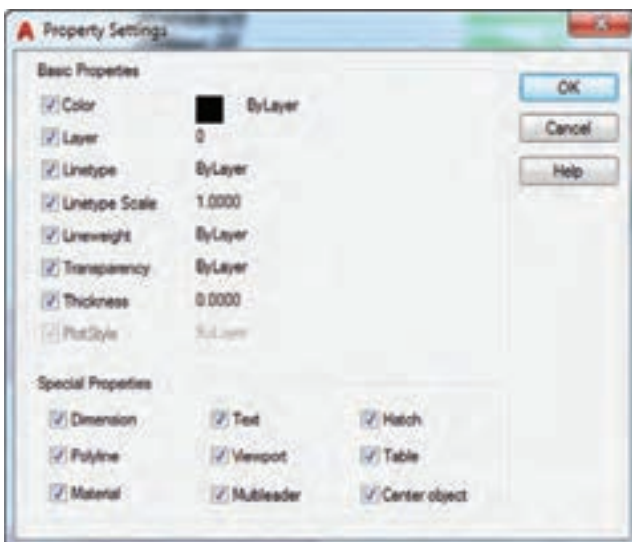 Property Settings
Basic Properties
Color ByLayer
Layer 0
Linetype ByLayer
Linetype Scale 1.0000
Lineweight ByLayer
Transparency ByLayer
Thickness 0.0000
PlotStyle ByLayer
Special Properties
Dimension Text Hatch
Polyline Viewport Table
Material Multileader Center object
OK
Cancel
Help